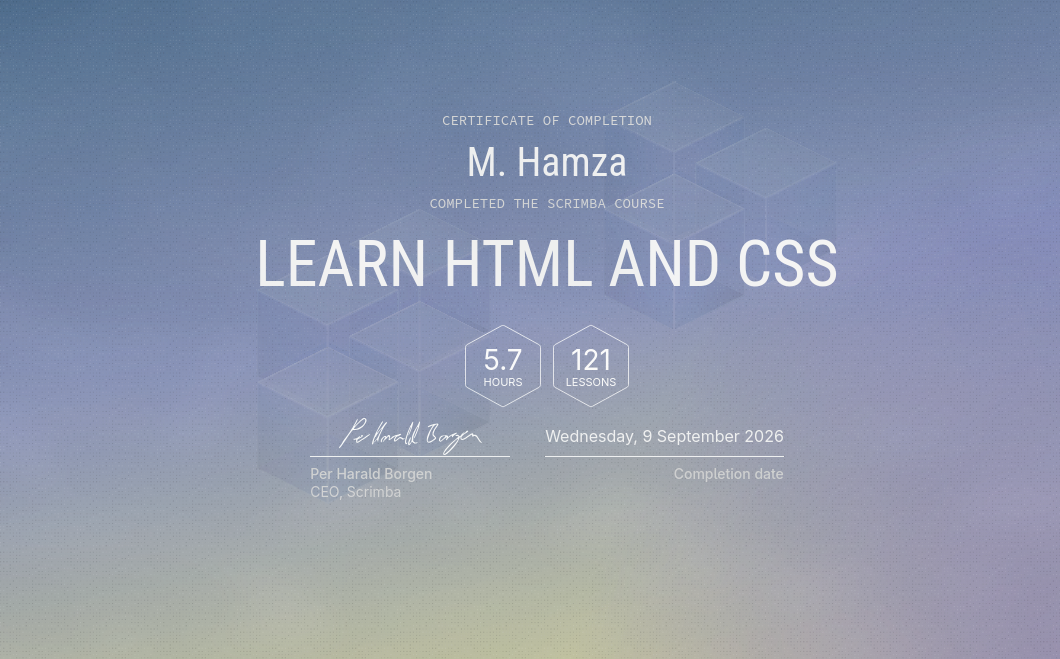 CERTIFICATE OF COMPLETION
M. Hamza
COMPLETED THE SCRIMBA COURSE
LEARN HTML AND CSS
5.7
HOURS
121
LESSONS
Per Harald Borgen
Wednesday, 9 September 2026
Per Harald Borgen
CEO, Scrimba
Completion date